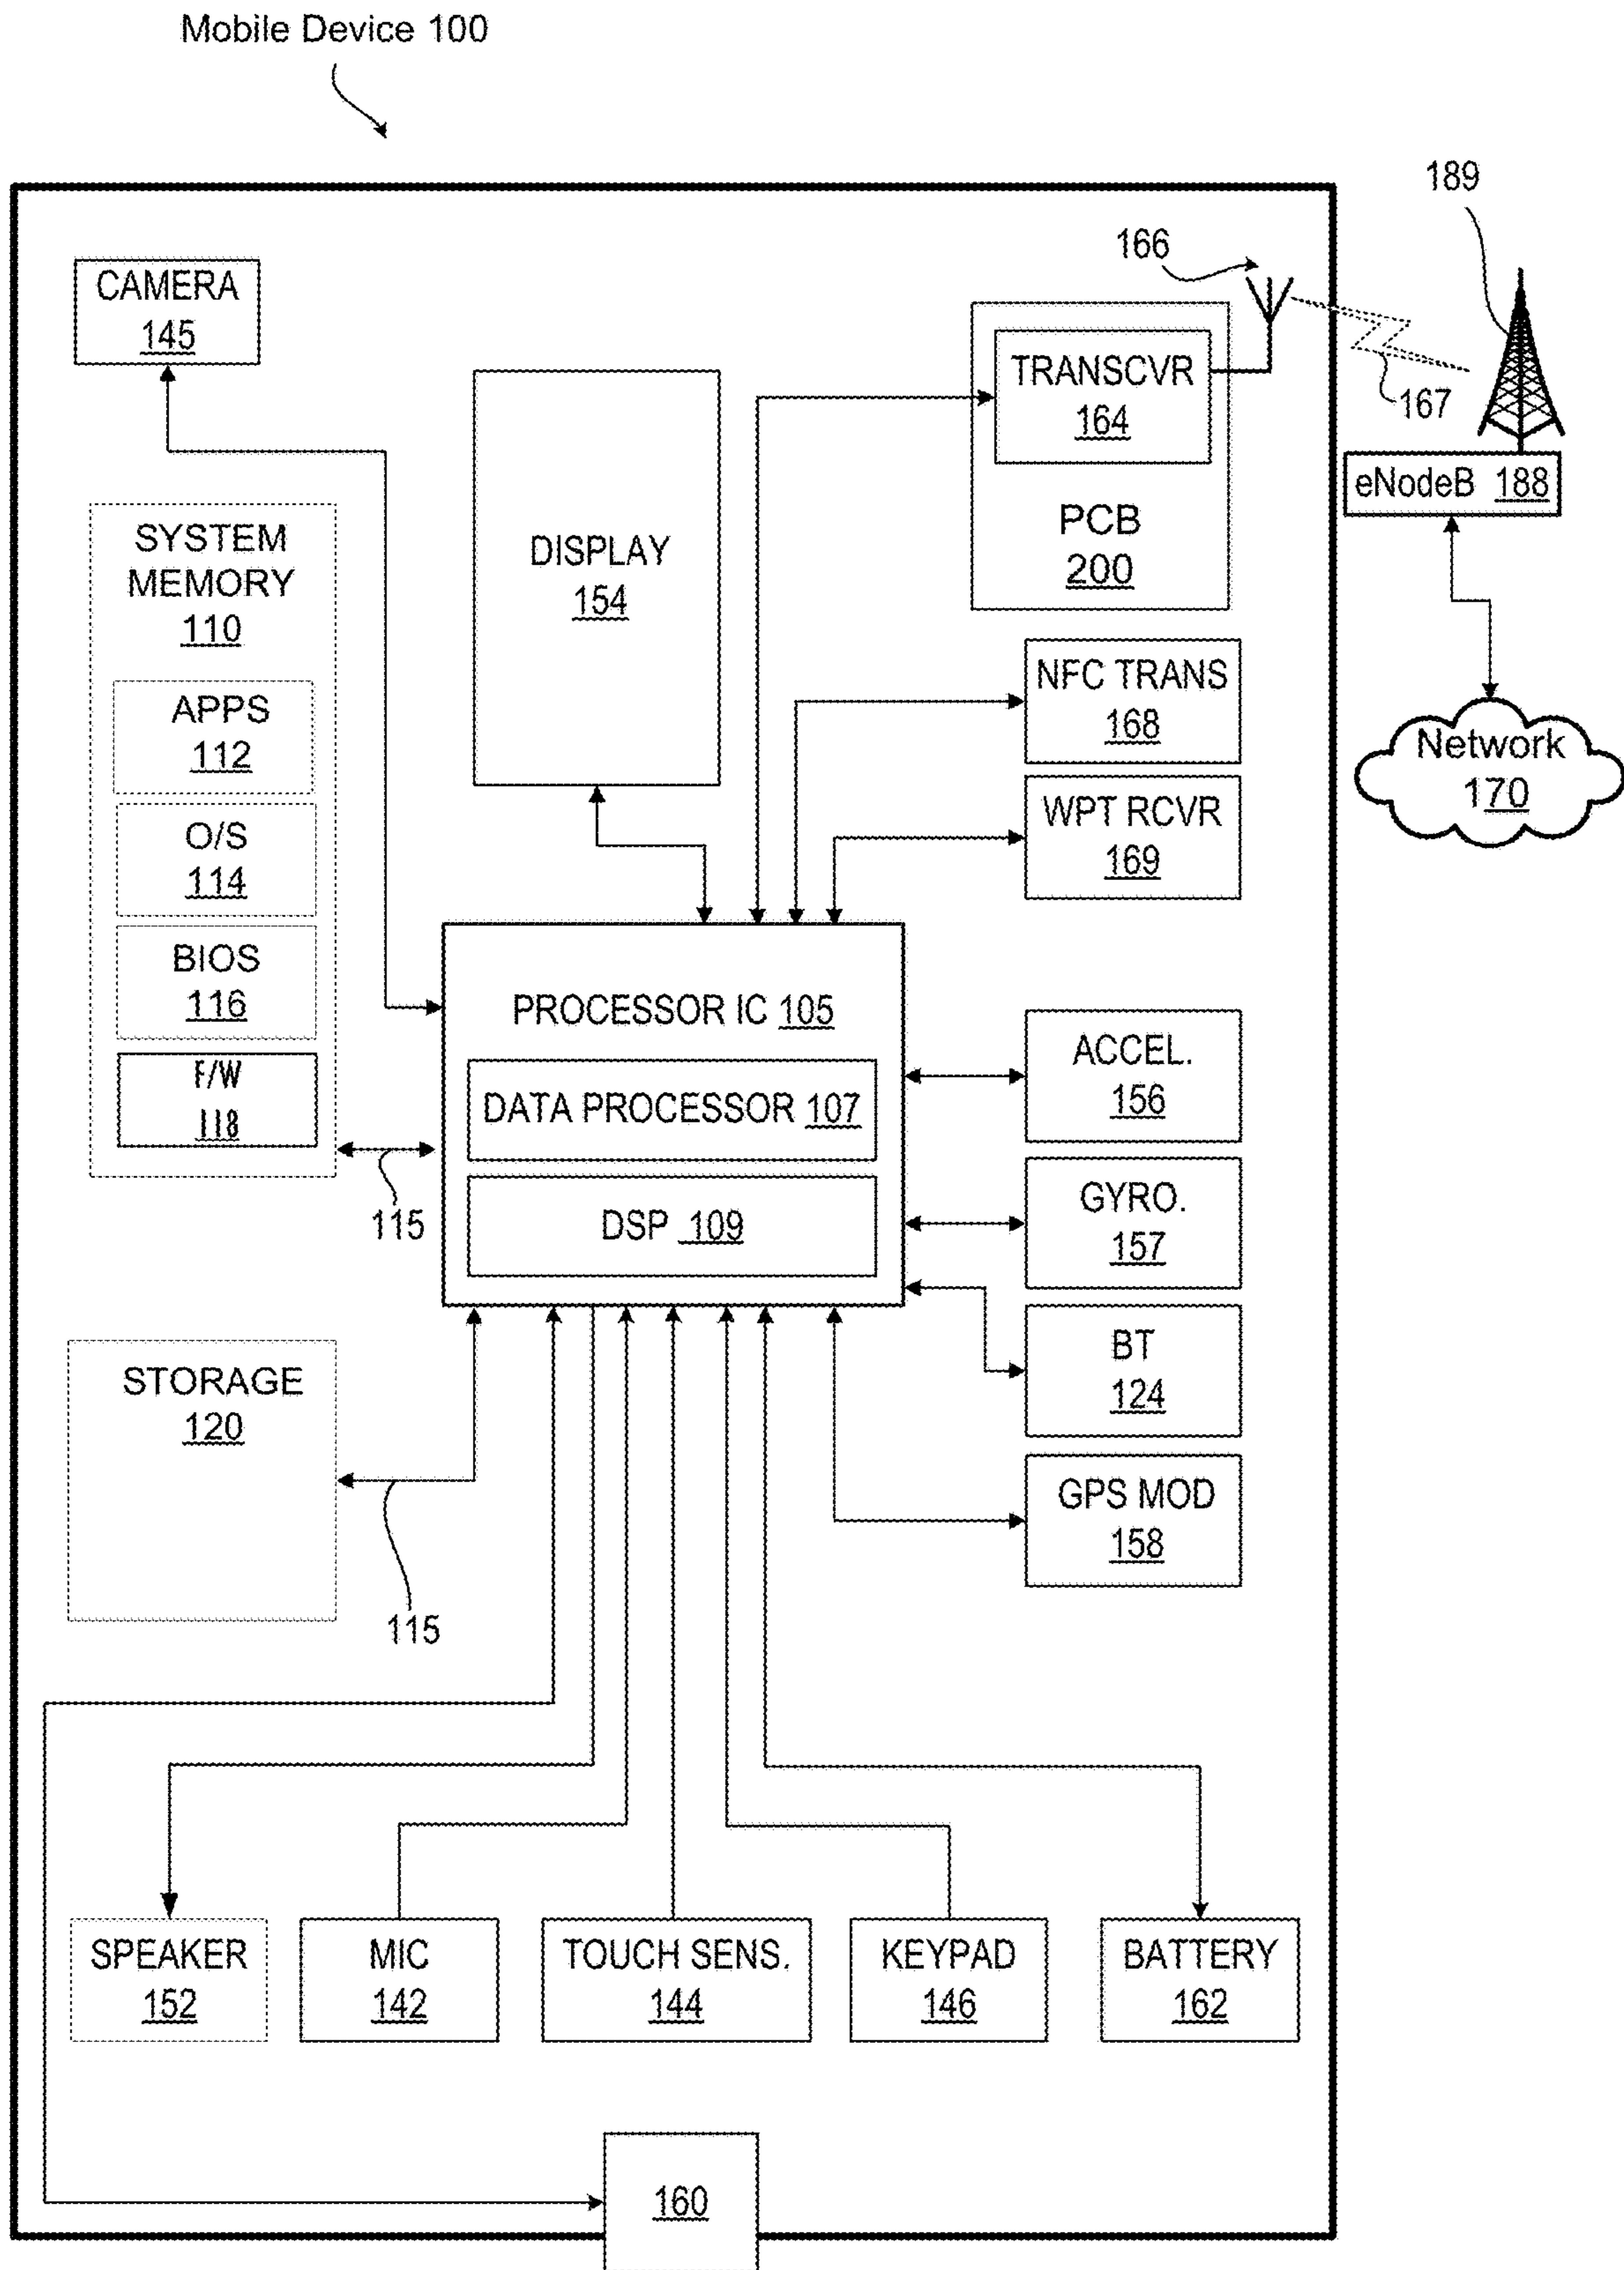 Mobile Device 100
189
166
CAMERA
145
TRANSCVR
164
167
eNodeB 188
PCB
200
SYSTEM
MEMORY
110
DISPLAY
154
NFC TRANS
168
APPS
112
Network
170
WPT RCVR
169
O/S
114
BIOS
116
PROCESSOR IC 105
ACCEL.
156
F/W
118
DATA PROCESSOR 107
115
GYRO.
157
DSP 109
BT
124
STORAGE
120
GPS MOD
158
115
SPEAKER
152
MIC
142
TOUCH SENS.
144
KEYPAD
146
BATTERY
162
160